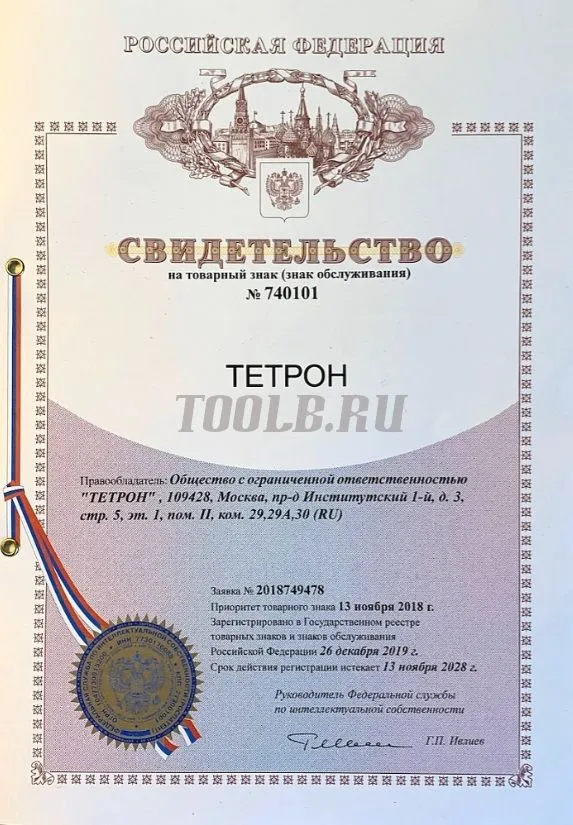 РОССИЙСКАЯ ФЕДЕРАЦИЯ
СВИДЕТЕЛЬСТВО
на товарный знак (знак обслуживания)
№ 740101
ТЕТРОН
TOOLB.RU
Правообладатель: Общество с ограниченной ответственностью
"ТЕТРОН" , 109428, Москва, пр-д Институтский 1-й, д. 3,
стр. 5, эт. 1, пом. II, ком. 29,29А,30 (RU)
Заявка № 2018749478
Приоритет товарного знака 13 ноября 2018 г.
Зарегистрировано в Государственном реестре
товарных знаков и знаков обслуживания
Российской Федерации 26 декабря 2019 г.
Срок действия регистрации истекает 13 ноября 2028 г.
Руководитель Федеральной службы
по интеллектуальной собственности
Г.П. Ивлиев